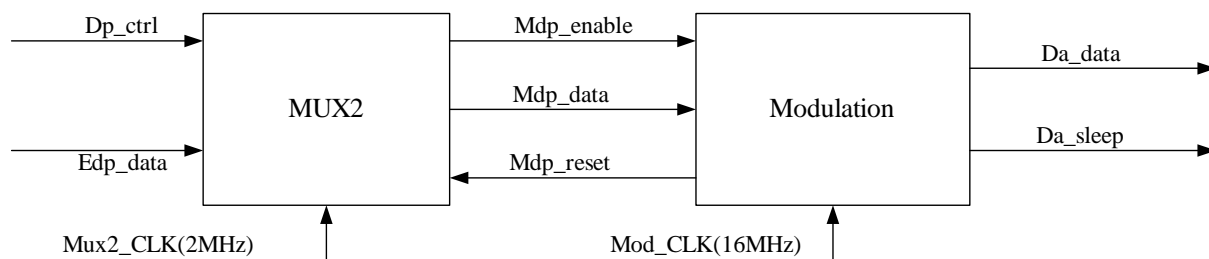 Dp_ctrl
Mdp_enable
Da_data
MUX2
Mdp_data
Modulation
Edp_data
Mdp_reset
Da_sleep
Mux2_CLK(2MHz)
Mod_CLK(16MHz)